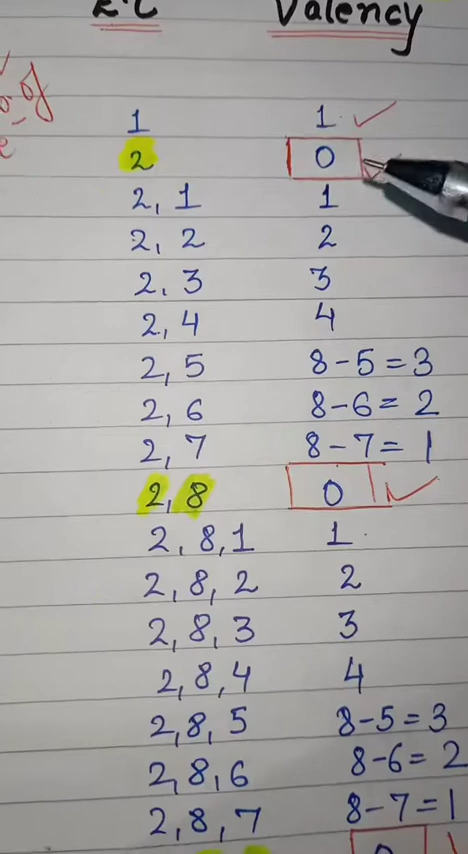 E.C Valency
of
1 1
2 0
2, 1 1
2, 2 2
2, 3 3
2, 4 4
2, 5 8-5=3
2, 6 8-6=2
2, 7 8-7=1
2, 8 0
2, 8, 1 1
2, 8, 2 2
2, 8, 3 3
2, 8, 4 4
2, 8, 5 8-5=3
2, 8, 6 8-6=2
2, 8, 7 8-7=1